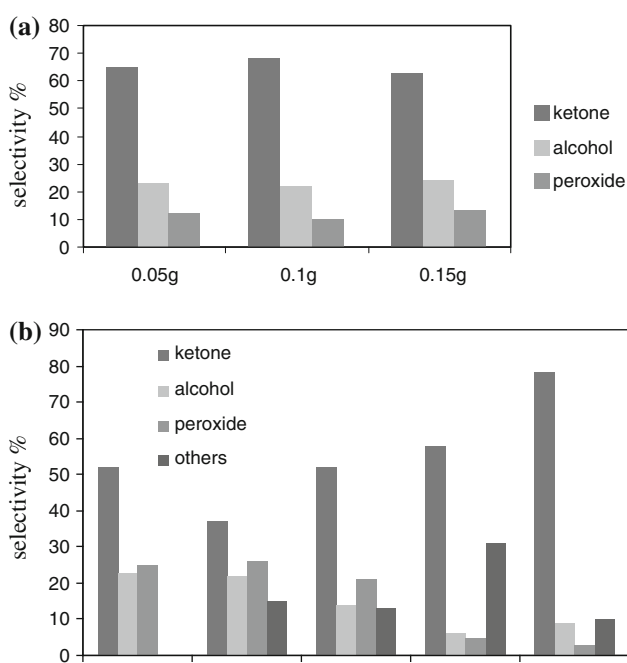 (a)
80
70
60
50
40
30
20
10
0
selectivity %
0.05g 0.1g 0.15g
ketone
alcohol
peroxide
(b)
90
80
70
60
50
40
30
20
10
0
selectivity %
ketone
alcohol
peroxide
others